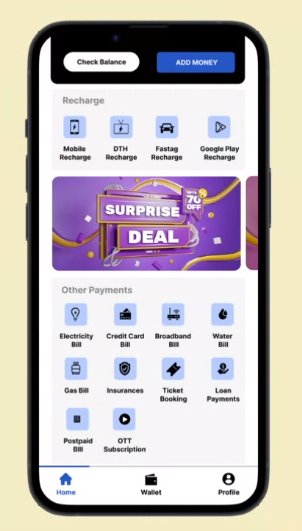 Check Balance
ADD MONEY
Recharge
Mobile
Recharge
DTH
Recharge
Fastag
Recharge
Google Play
Recharge
UP TO
70%
OFF
SURPRISE
DEAL
Other Payments
Electricity
Bill
Credit Card
Bill
Broadband
Bill
Water
Bill
Gas Bill
Insurances
Ticket
Booking
Loan
Payments
Postpaid
Bill
OTT
Subscription
Home
Wallet
Profile